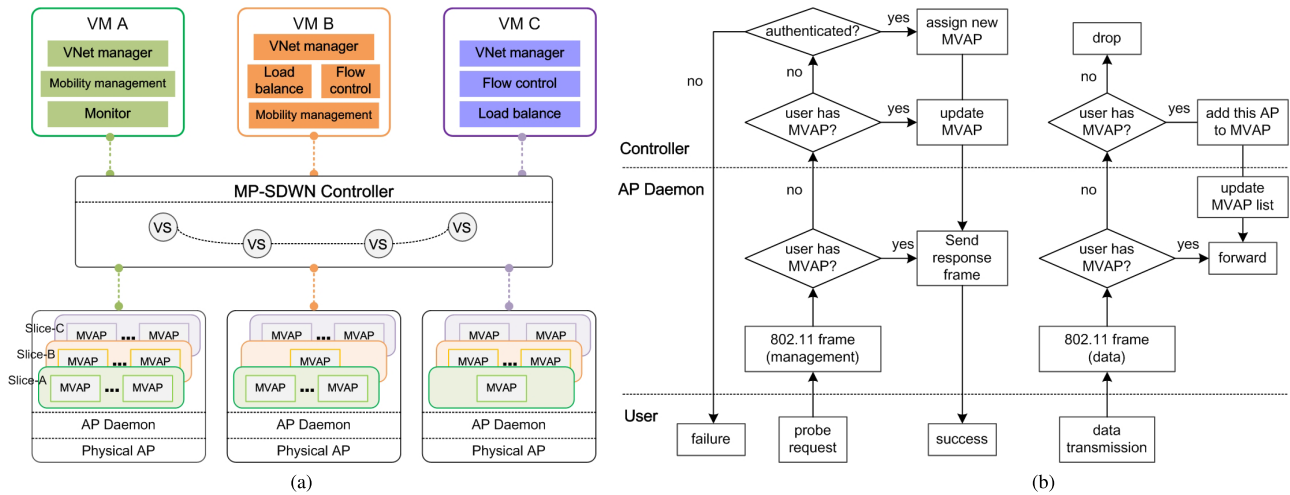 VM A
VNet manager
Mobility management
Monitor
VM B
VNet manager
Load
balance
Flow
control
Mobility management
VM C
VNet manager
Flow control
Load balance
MP-SDWN Controller
VS
VS
VS
VS
Slice-C
MVAP ... MVAP
Slice-B
MVAP ... MVAP
Slice-A
MVAP ... MVAP
AP Daemon
Physical AP
MVAP ... MVAP
MVAP
MVAP ... MVAP
AP Daemon
Physical AP
MVAP MVAP
MVAP ... MVAP
MVAP
AP Daemon
Physical AP
(a)
authenticated?
yes
assign new
MVAP
no
no
user has
MVAP?
yes
update
MVAP
Controller
AP Daemon
no
user has
MVAP?
yes
Send
response
frame
802.11 frame
(management)
User
failure
probe
request
success
drop
no
user has
MVAP?
yes
add this AP
to MVAP
update
MVAP list
no
user has
MVAP?
yes
forward
802.11 frame
(data)
data
transmission
(b)